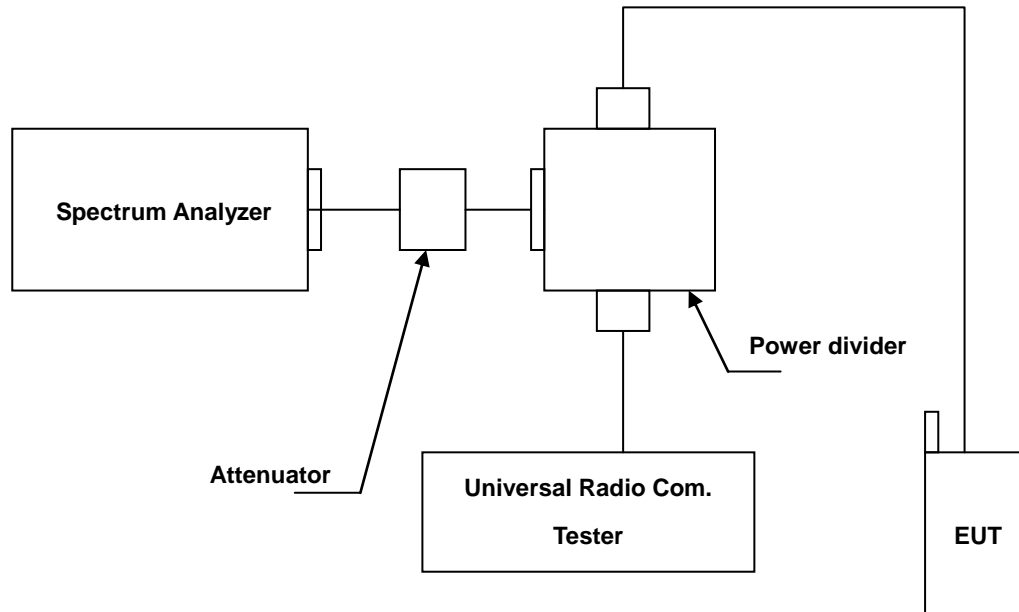 Spectrum Analyzer
Power divider
Attenuator
Universal Radio Com.
Tester
EUT